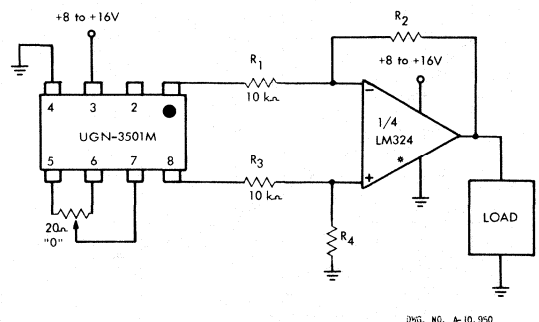 +8 to +16V
R2
R1
+8 to +16V
10 kΩ
4 3 2
UGN-3501M
5 6 7 8
−
1/4
LM324
*
+
R3
10 kΩ
20Ω
"0"
R4
LOAD
DWG. NO. A-10,950